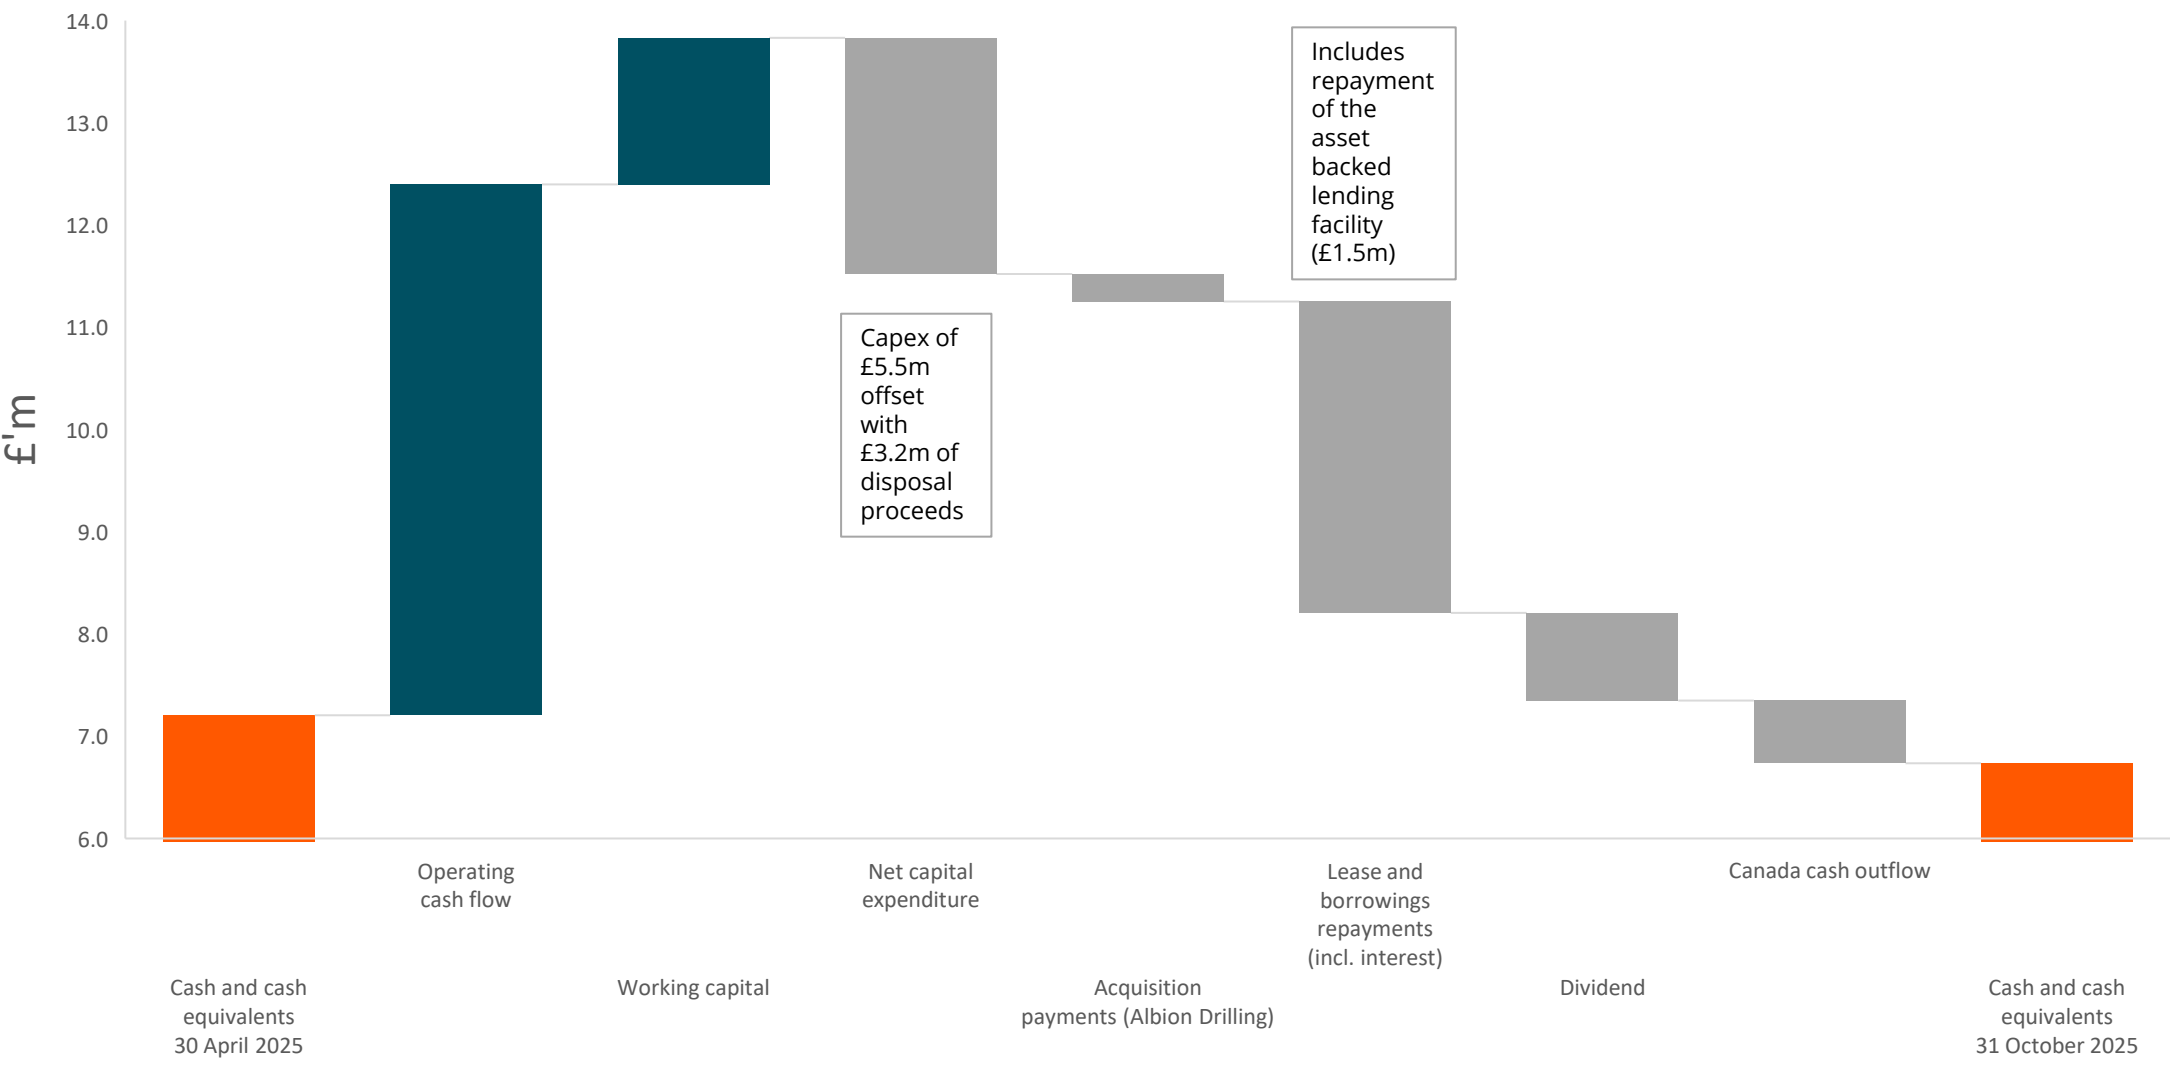 14.0
13.0
12.0
11.0
10.0
9.0
8.0
7.0
6.0
£'m
Includes
repayment
of the
asset
backed
lending
facility
(£1.5m)
Capex of
£5.5m
offset
with
£3.2m of
disposal
proceeds
Operating
cash flow
Net capital
expenditure
Lease and
borrowings
repayments
(incl. interest)
Canada cash outflow
Cash and cash
equivalents
30 April 2025
Working capital
Acquisition
payments (Albion Drilling)
Dividend
Cash and cash
equivalents
31 October 2025